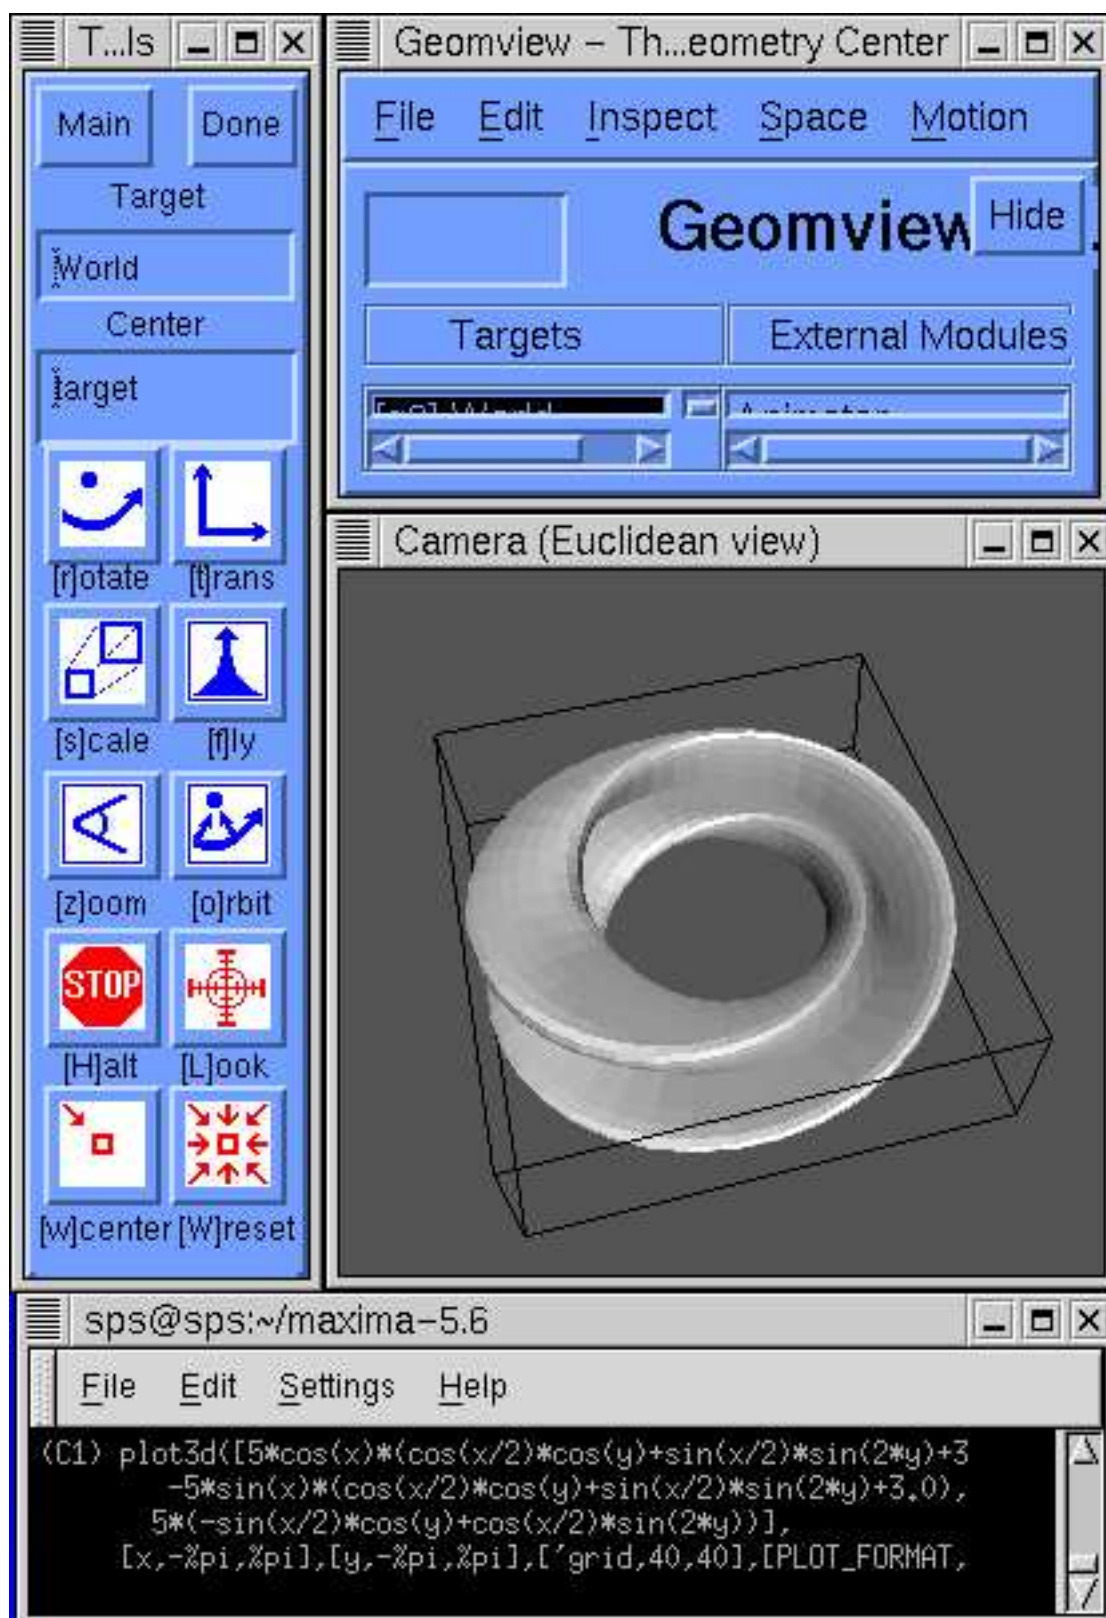 T...ls
Main Done
Target
World
Center
target
[r]otate [t]rans
[s]cale [f]ly
[z]oom [o]rbit
STOP
[H]alt [L]ook
[w]center [W]reset
Geomview – Th...eometry Center
File Edit Inspect Space Motion
Geomview Hide
Targets External Modules
World
Animator
Camera (Euclidean view)
sps@sps:~/maxima–5.6
File Edit Settings Help
(C1) plot3d([5*cos(x)*(cos(x/2)*cos(y)+sin(x/2)*sin(2*y)+3
-5*sin(x)*(cos(x/2)*cos(y)+sin(x/2)*sin(2*y)+3.0),
5*(-sin(x/2)*cos(y)+cos(x/2)*sin(2*y))],
[x,-%pi,%pi],[y,-%pi,%pi],['grid,40,40],[PLOT_FORMAT,